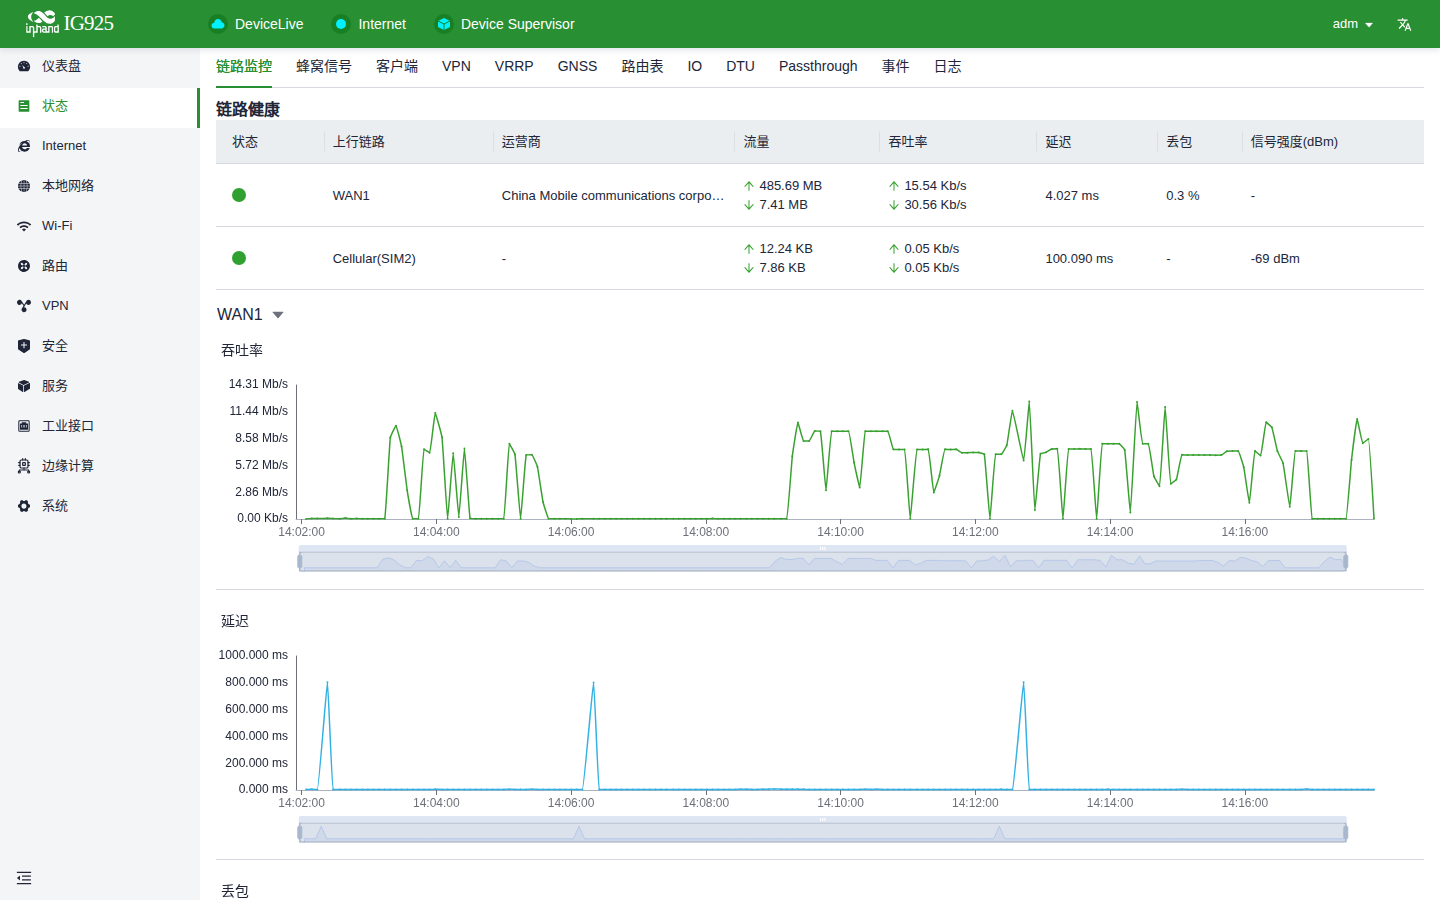 inhand IG925 DeviceLive Internet Device Supervisor adm
仪表盘
状态
Internet
本地网络
Wi-Fi
路由
VPN
安全
服务
工业接口
边缘计算
系统
链路监控 蜂窝信号 客户端 VPN VRRP GNSS 路由表 IO DTU Passthrough 事件 日志
链路健康
状态 上行链路 运营商 流量 吞吐率 延迟 丢包 信号强度(dBm)
WAN1 China Mobile communications corpo… 485.69 MB 15.54 Kb/s 4.027 ms 0.3 % -
7.41 MB 30.56 Kb/s
Cellular(SIM2) - 12.24 KB 0.05 Kb/s 100.090 ms - -69 dBm
7.86 KB 0.05 Kb/s
WAN1
吞吐率
14.31 Mb/s
11.44 Mb/s
8.58 Mb/s
5.72 Mb/s
2.86 Mb/s
0.00 Kb/s
14:02:00 14:04:00 14:06:00 14:08:00 14:10:00 14:12:00 14:14:00 14:16:00
延迟
1000.000 ms
800.000 ms
600.000 ms
400.000 ms
200.000 ms
0.000 ms
14:02:00 14:04:00 14:06:00 14:08:00 14:10:00 14:12:00 14:14:00 14:16:00
丢包